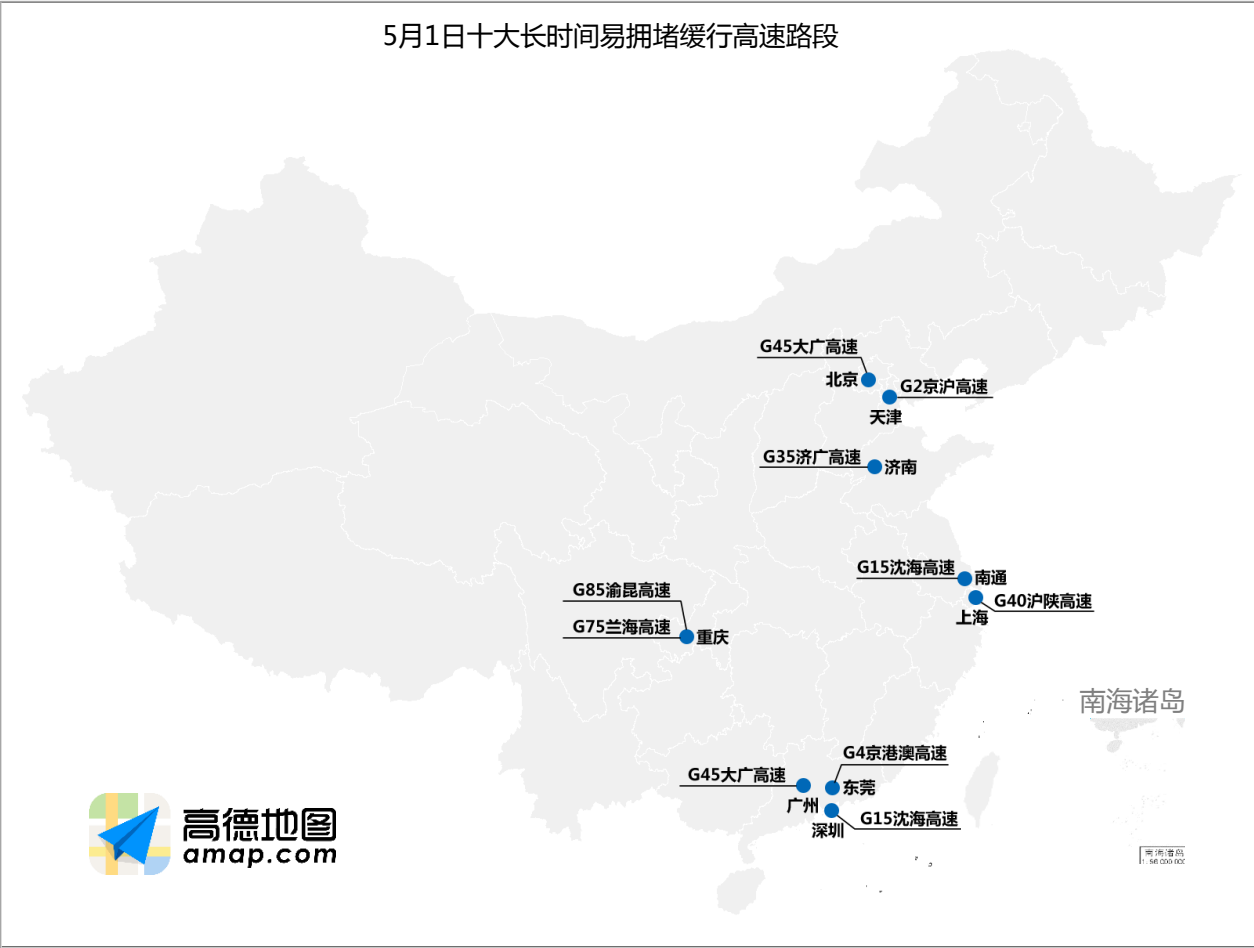 5月1日十大长时间易拥堵缓行高速路段
G45大广高速
北京
G2京沪高速
天津
G35济广高速
济南
G15沈海高速
南通
G40沪陕高速
上海
G85渝昆高速
G75兰海高速
重庆
南海诸岛
G4京港澳高速
G45大广高速
东莞
广州
G15沈海高速
深圳
高德地图
amap.com
南海诸岛